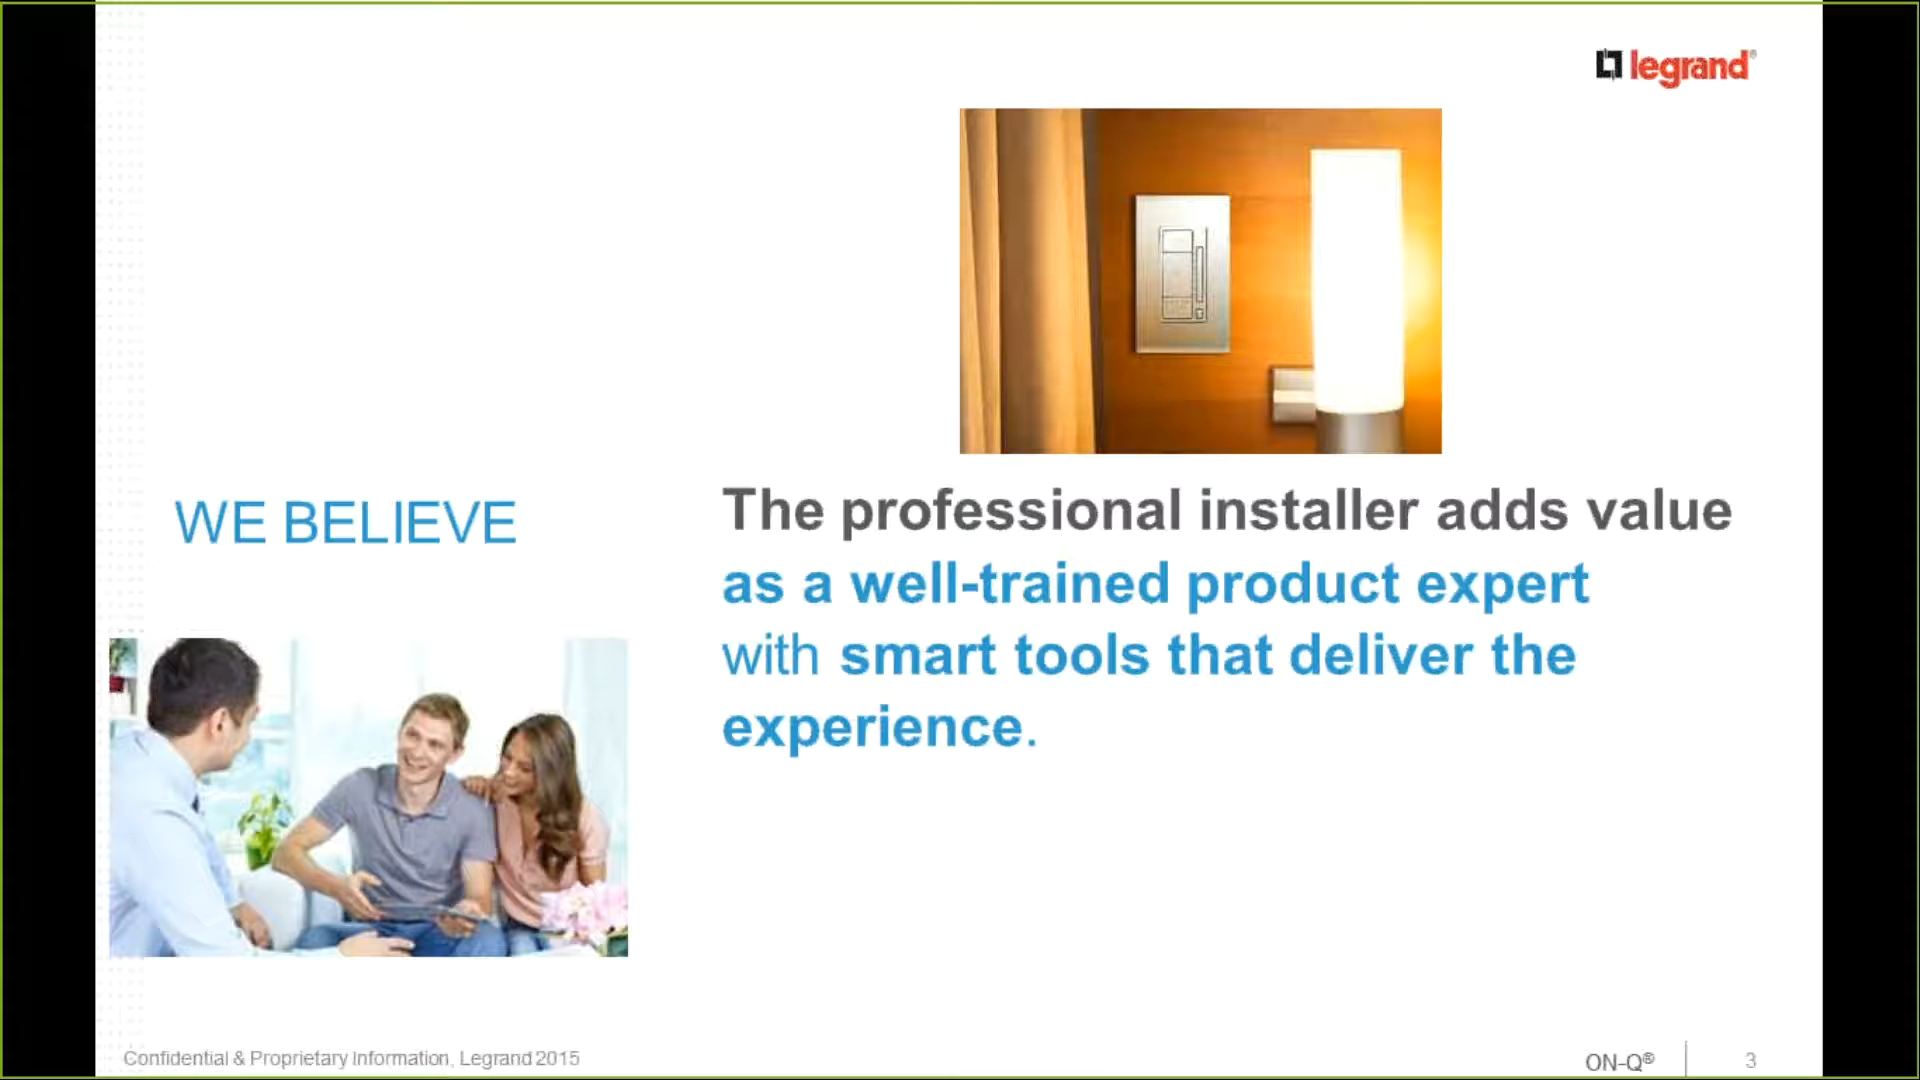 legrand®
WE BELIEVE
The professional installer adds value
as a well-trained product expert
with smart tools that deliver the
experience.
Confidential & Proprietary Information, Legrand 2015
ON-Q®
3